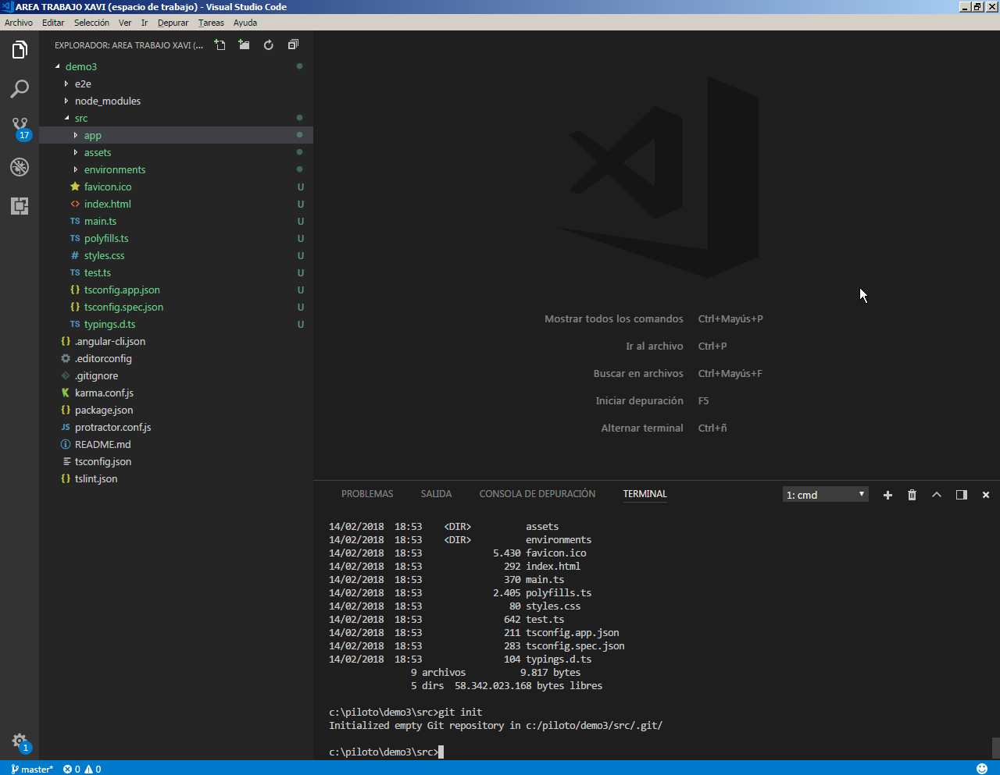 AREA TRABAJO XAVI (espacio de trabajo) - Visual Studio Code
Archivo Editar Selección Ver Ir Depurar Tareas Ayuda
EXPLORADOR: AREA TRABAJO XAVI (...
demo3
e2e
node_modules
src
17
app
assets
environments
favicon.ico U
<> index.html U
TS main.ts U
TS polyfills.ts U
# styles.css U
TS test.ts U
{} tsconfig.app.json U
{} tsconfig.spec.json U
TS typings.d.ts U
{} .angular-cli.json
.editorconfig
.gitignore
K karma.conf.js
{} package.json
JS protractor.conf.js
README.md
tsconfig.json
{} tslint.json
Mostrar todos los comandos Ctrl+Mayús+P
Ir al archivo Ctrl+P
Buscar en archivos Ctrl+Mayús+F
Iniciar depuración F5
Alternar terminal Ctrl+ñ
PROBLEMAS SALIDA CONSOLA DE DEPURACIÓN TERMINAL 1: cmd
14/02/2018 18:53 <DIR> assets
14/02/2018 18:53 <DIR> environments
14/02/2018 18:53 5.430 favicon.ico
14/02/2018 18:53 292 index.html
14/02/2018 18:53 370 main.ts
14/02/2018 18:53 2.405 polyfills.ts
14/02/2018 18:53 80 styles.css
14/02/2018 18:53 642 test.ts
14/02/2018 18:53 211 tsconfig.app.json
14/02/2018 18:53 283 tsconfig.spec.json
14/02/2018 18:53 104 typings.d.ts
9 archivos 9.817 bytes
5 dirs 58.342.023.168 bytes libres
c:\piloto\demo3\src>git init
Initialized empty Git repository in c:/piloto/demo3/src/.git/
c:\piloto\demo3\src>
1
master* 0 0